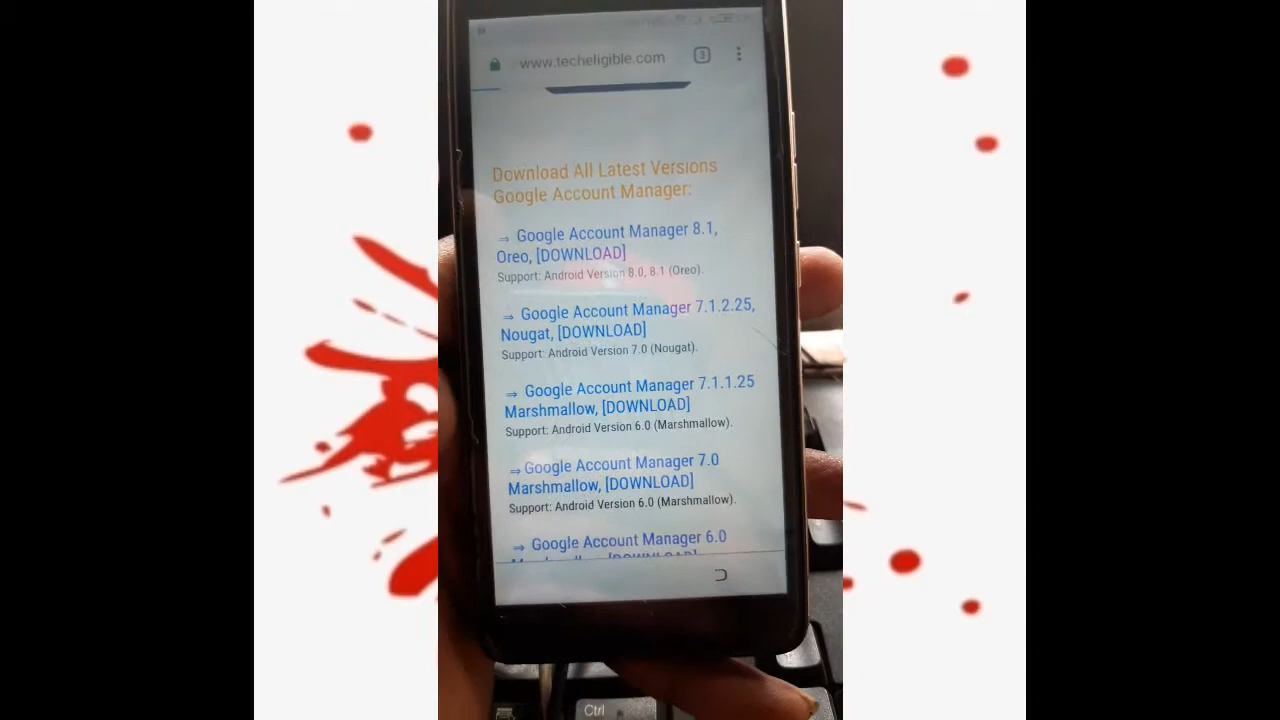 www.techeligible.com
3
Download All Latest Versions
Google Account Manager:
⇒ Google Account Manager 8.1,
Oreo, [DOWNLOAD]
Support: Android Version 8.0, 8.1 (Oreo).
⇒ Google Account Manager 7.1.2.25,
Nougat, [DOWNLOAD]
Support: Android Version 7.0 (Nougat).
⇒ Google Account Manager 7.1.1.25
Marshmallow, [DOWNLOAD]
Support: Android Version 6.0 (Marshmallow).
⇒Google Account Manager 7.0
Marshmallow, [DOWNLOAD]
Support: Android Version 6.0 (Marshmallow).
⇒ Google Account Manager 6.0
Ctrl